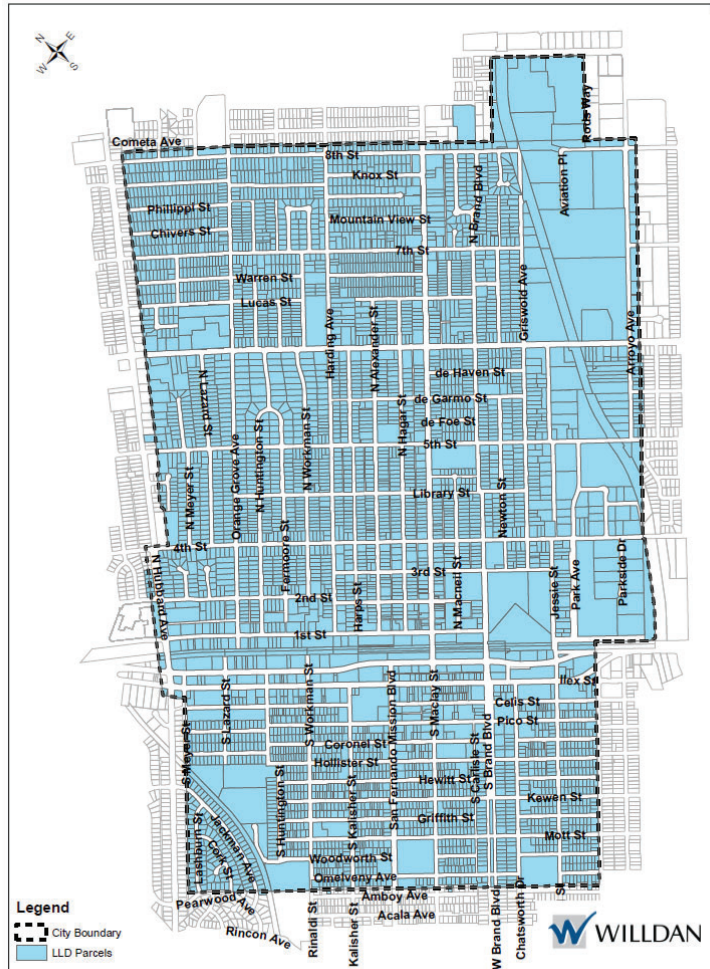 N
E
W
S
Rods Way
Cometa Ave
8th St
Knox St
Aviation Pl
N Brand Blvd
Phillippi St
Mountain View St
Chivers St
7th St
Warren St
Lucas St
Griswold Ave
Harding Ave
N Alexander St
Arroyo Ave
de Haven St
N Lazard St
de Garmo St
N Hagar St
de Foe St
5th St
Orange Grove Ave
N Huntington St
N Workman St
N Meyer St
Library St
Newton St
4th St
Fermoore St
3rd St
N Hubbard Ave
2nd St
Harps St
N Macneil St
Jessie St
Park Ave
Parkside Dr
1st St
Ilex St
S Lazard St
S Workman St
San Fernando Mission Blvd
S Maclay St
Celis St
Pico St
S Meyer St
Coronel St
Hollister St
S Carlisle St
S Brand Blvd
Hewitt St
S Huntington St
S Kalisher St
Kewen St
Griffith St
Mott St
Jackman Ave
Lashburn St
Cork St
Woodworth St
Omelveny Ave
Pearwood Ave
Amboy Ave
Acala Ave
Rincon Ave
Rinaldi St
Kalisher St
W Brand Blvd
Chatsworth Dr
St
Legend
City Boundary
LLD Parcels
WILLDAN